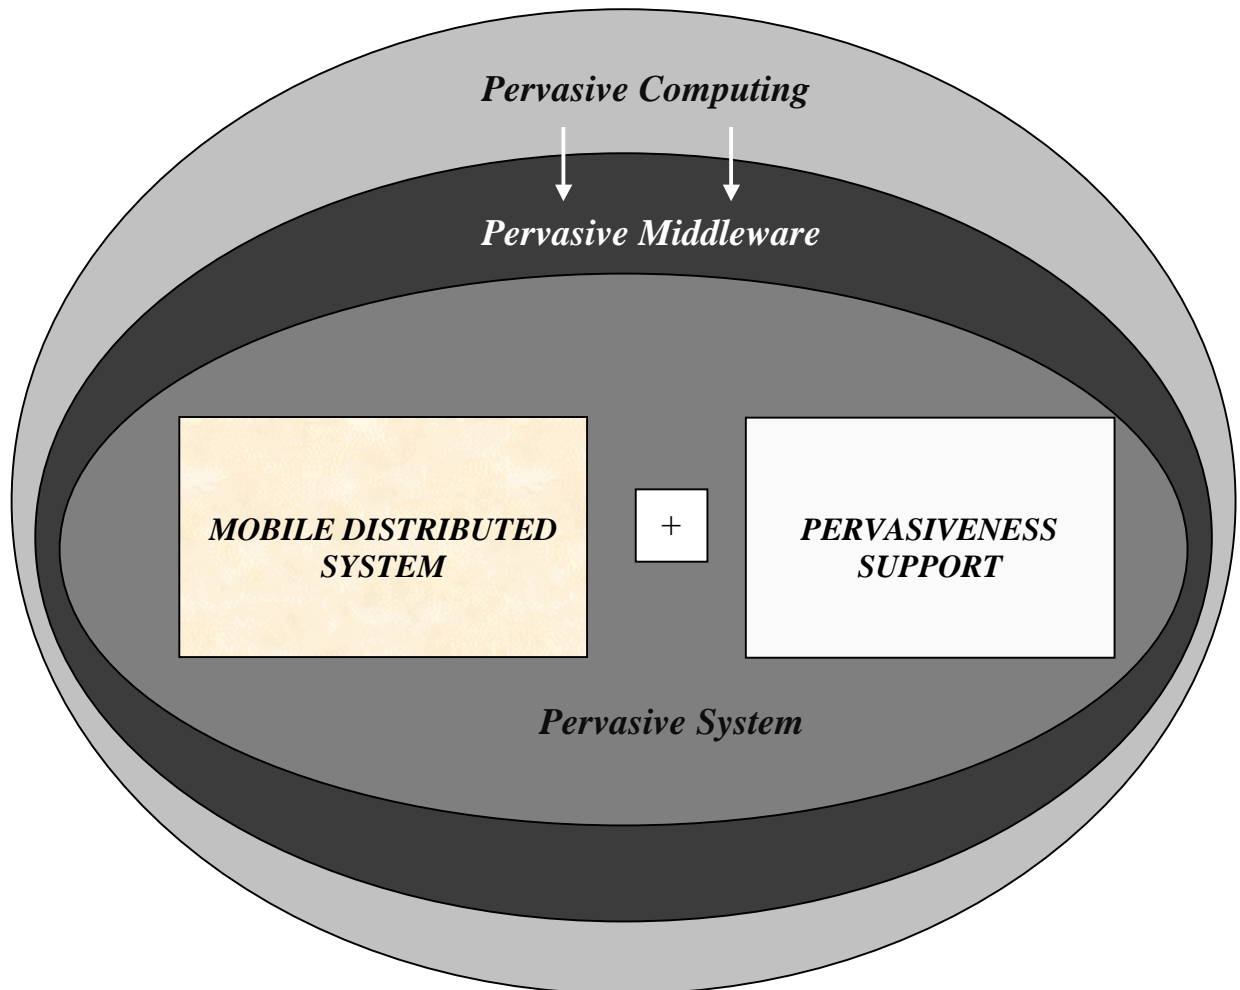 Pervasive Computing
Pervasive Middleware
MOBILE DISTRIBUTED
SYSTEM
+
PERVASIVENESS
SUPPORT
Pervasive System